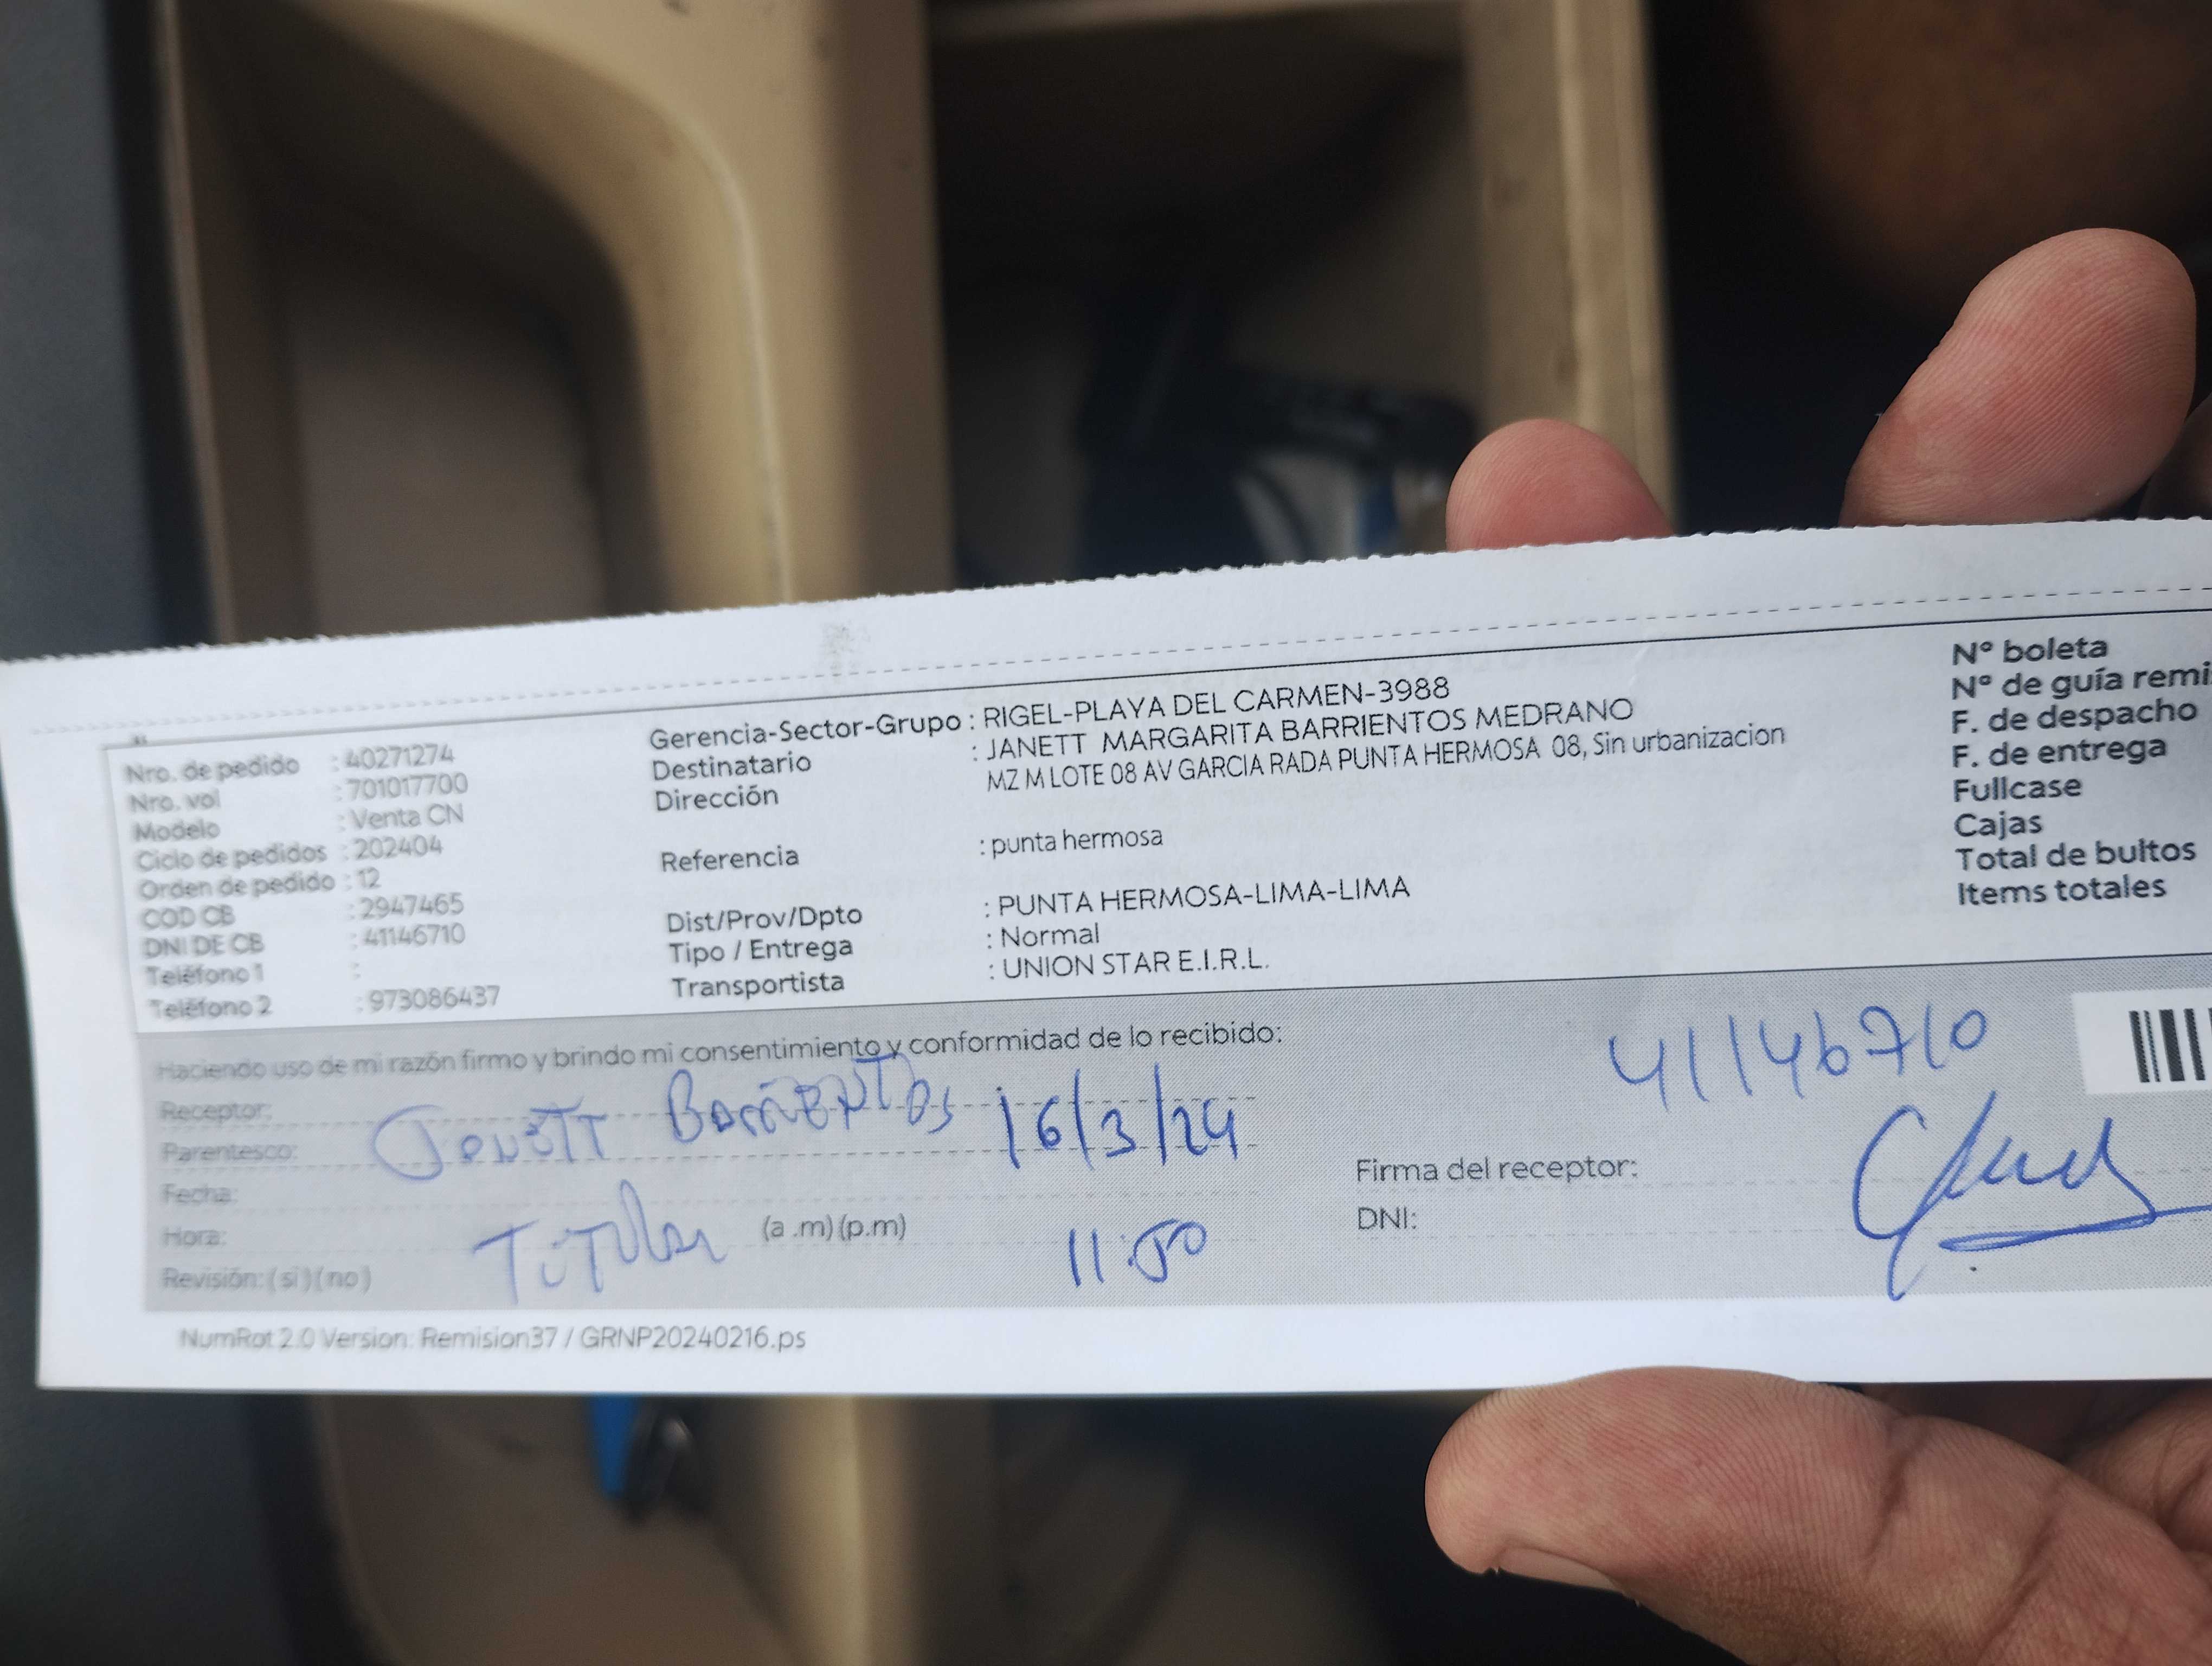 Nro. de pedido : 40271274
Nro. vol : 701017700
Modelo : Venta CN
Ciclo de pedidos : 202404
Orden de pedido : 12
COD CB : 2947465
DNI DE CB : 41146710
Teléfono 1 :
Teléfono 2 : 973086437
Gerencia-Sector-Grupo : RIGEL-PLAYA DEL CARMEN-3988
Destinatario : JANETT MARGARITA BARRIENTOS MEDRANO
Dirección MZ M LOTE 08 AV GARCIA RADA PUNTA HERMOSA 08, Sin urbanizacion
Referencia : punta hermosa
Dist/Prov/Dpto : PUNTA HERMOSA-LIMA-LIMA
Tipo / Entrega : Normal
Transportista : UNION STAR E.I.R.L.
N° boleta
N° de guía remi
F. de despacho
F. de entrega
Fullcase
Cajas
Total de bultos
Items totales
Haciendo uso de mi razón firmo y brindo mi consentimiento y conformidad de lo recibido:
Receptor:
Parentesco: Janett Barrientos 16/3/24
Fecha:
Hora: Titular (a.m)(p.m) 11:50
Revisión: (si)(no)
41146710
Firma del receptor:
DNI:
NumRot 2.0 Version: Remision37 / GRNP20240216.ps